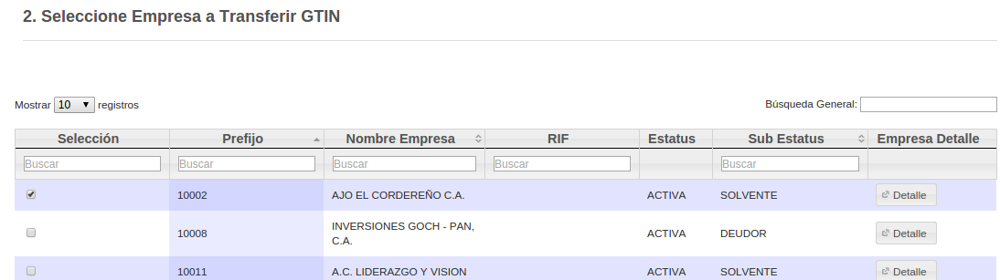 2. Seleccione Empresa a Transferir GTIN
Mostrar 10 registros
Búsqueda General:
Selección Prefijo Nombre Empresa RIF Estatus Sub Estatus Empresa Detalle
Buscar Buscar Buscar Buscar Buscar
10002 AJO EL CORDEREÑO C.A. ACTIVA SOLVENTE Detalle
10008 INVERSIONES GOCH - PAN, C.A. ACTIVA DEUDOR Detalle
10011 A.C. LIDERAZGO Y VISION ACTIVA SOLVENTE Detalle